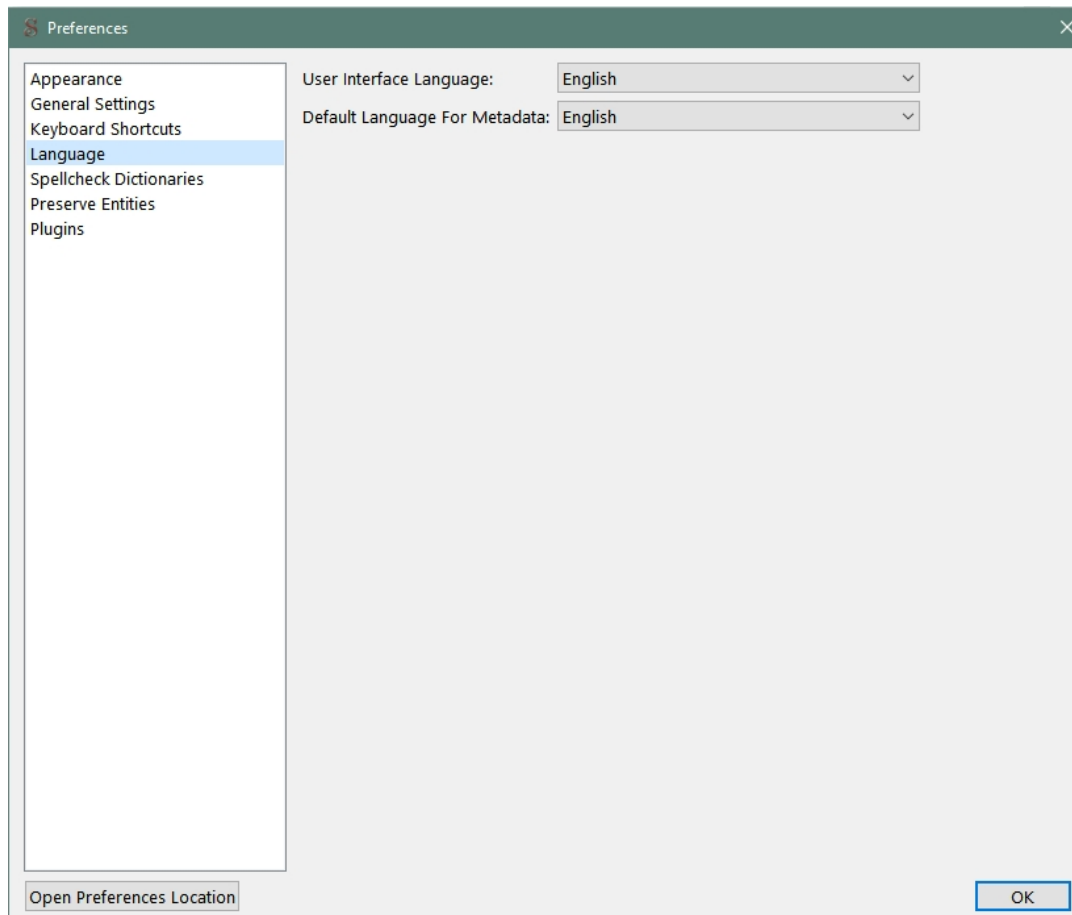 Preferences
Appearance
General Settings
Keyboard Shortcuts
Language
Spellcheck Dictionaries
Preserve Entities
Plugins
User Interface Language: English
Default Language For Metadata: English
Open Preferences Location
OK